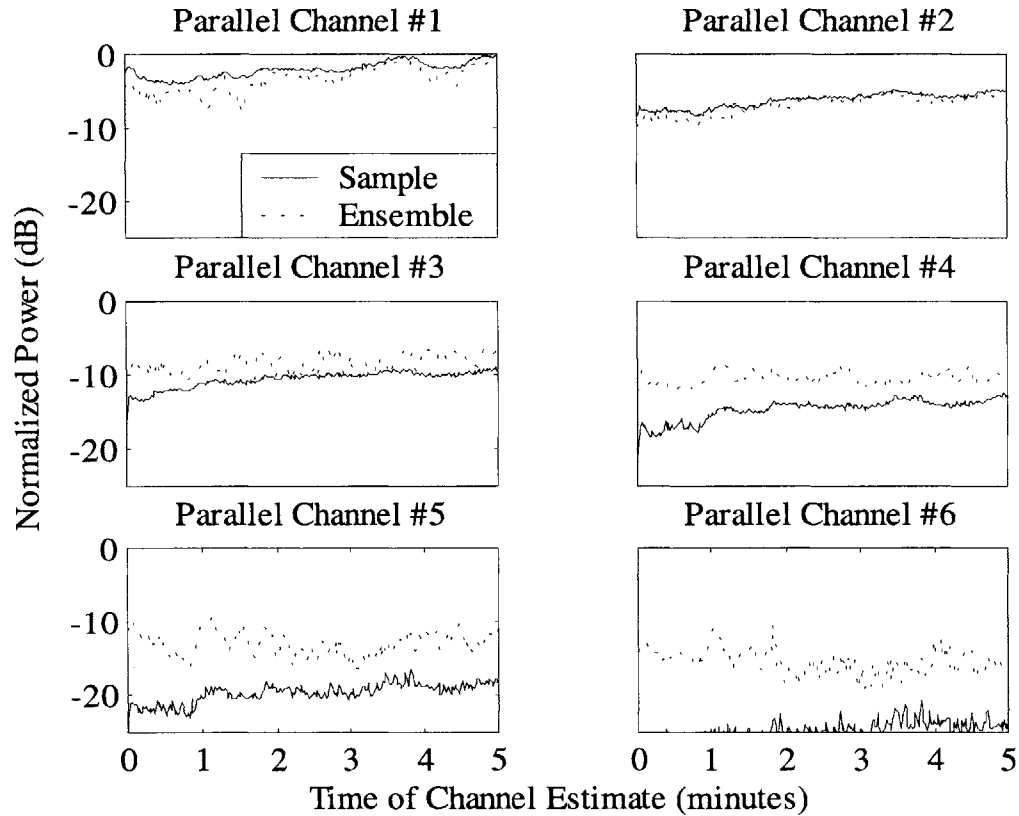 Parallel Channel #1
Parallel Channel #2
0
-10
-20
Sample
Ensemble
Parallel Channel #3
Parallel Channel #4
0
-10
-20
Normalized Power (dB)
Parallel Channel #5
Parallel Channel #6
0
-10
-20
0 1 2 3 4 5
0 1 2 3 4 5
Time of Channel Estimate (minutes)